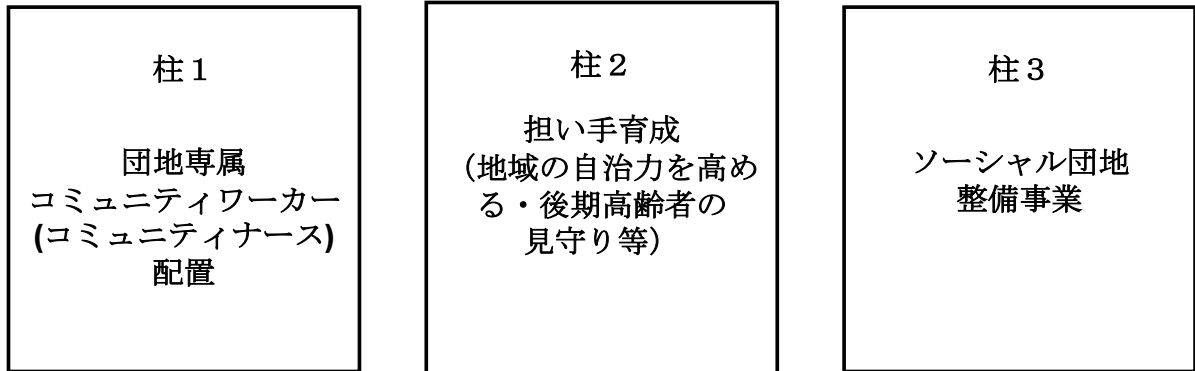 柱１
団地専属
コミュニティワーカー
(コミュニティナース)
配置
柱２
担い手育成
（地域の自治力を高め
る・後期高齢者の
見守り等）
柱３
ソーシャル団地
整備事業